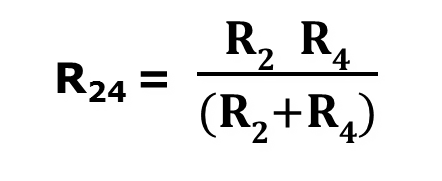 R₂₄ = R₂ R₄
(R₂+R₄)